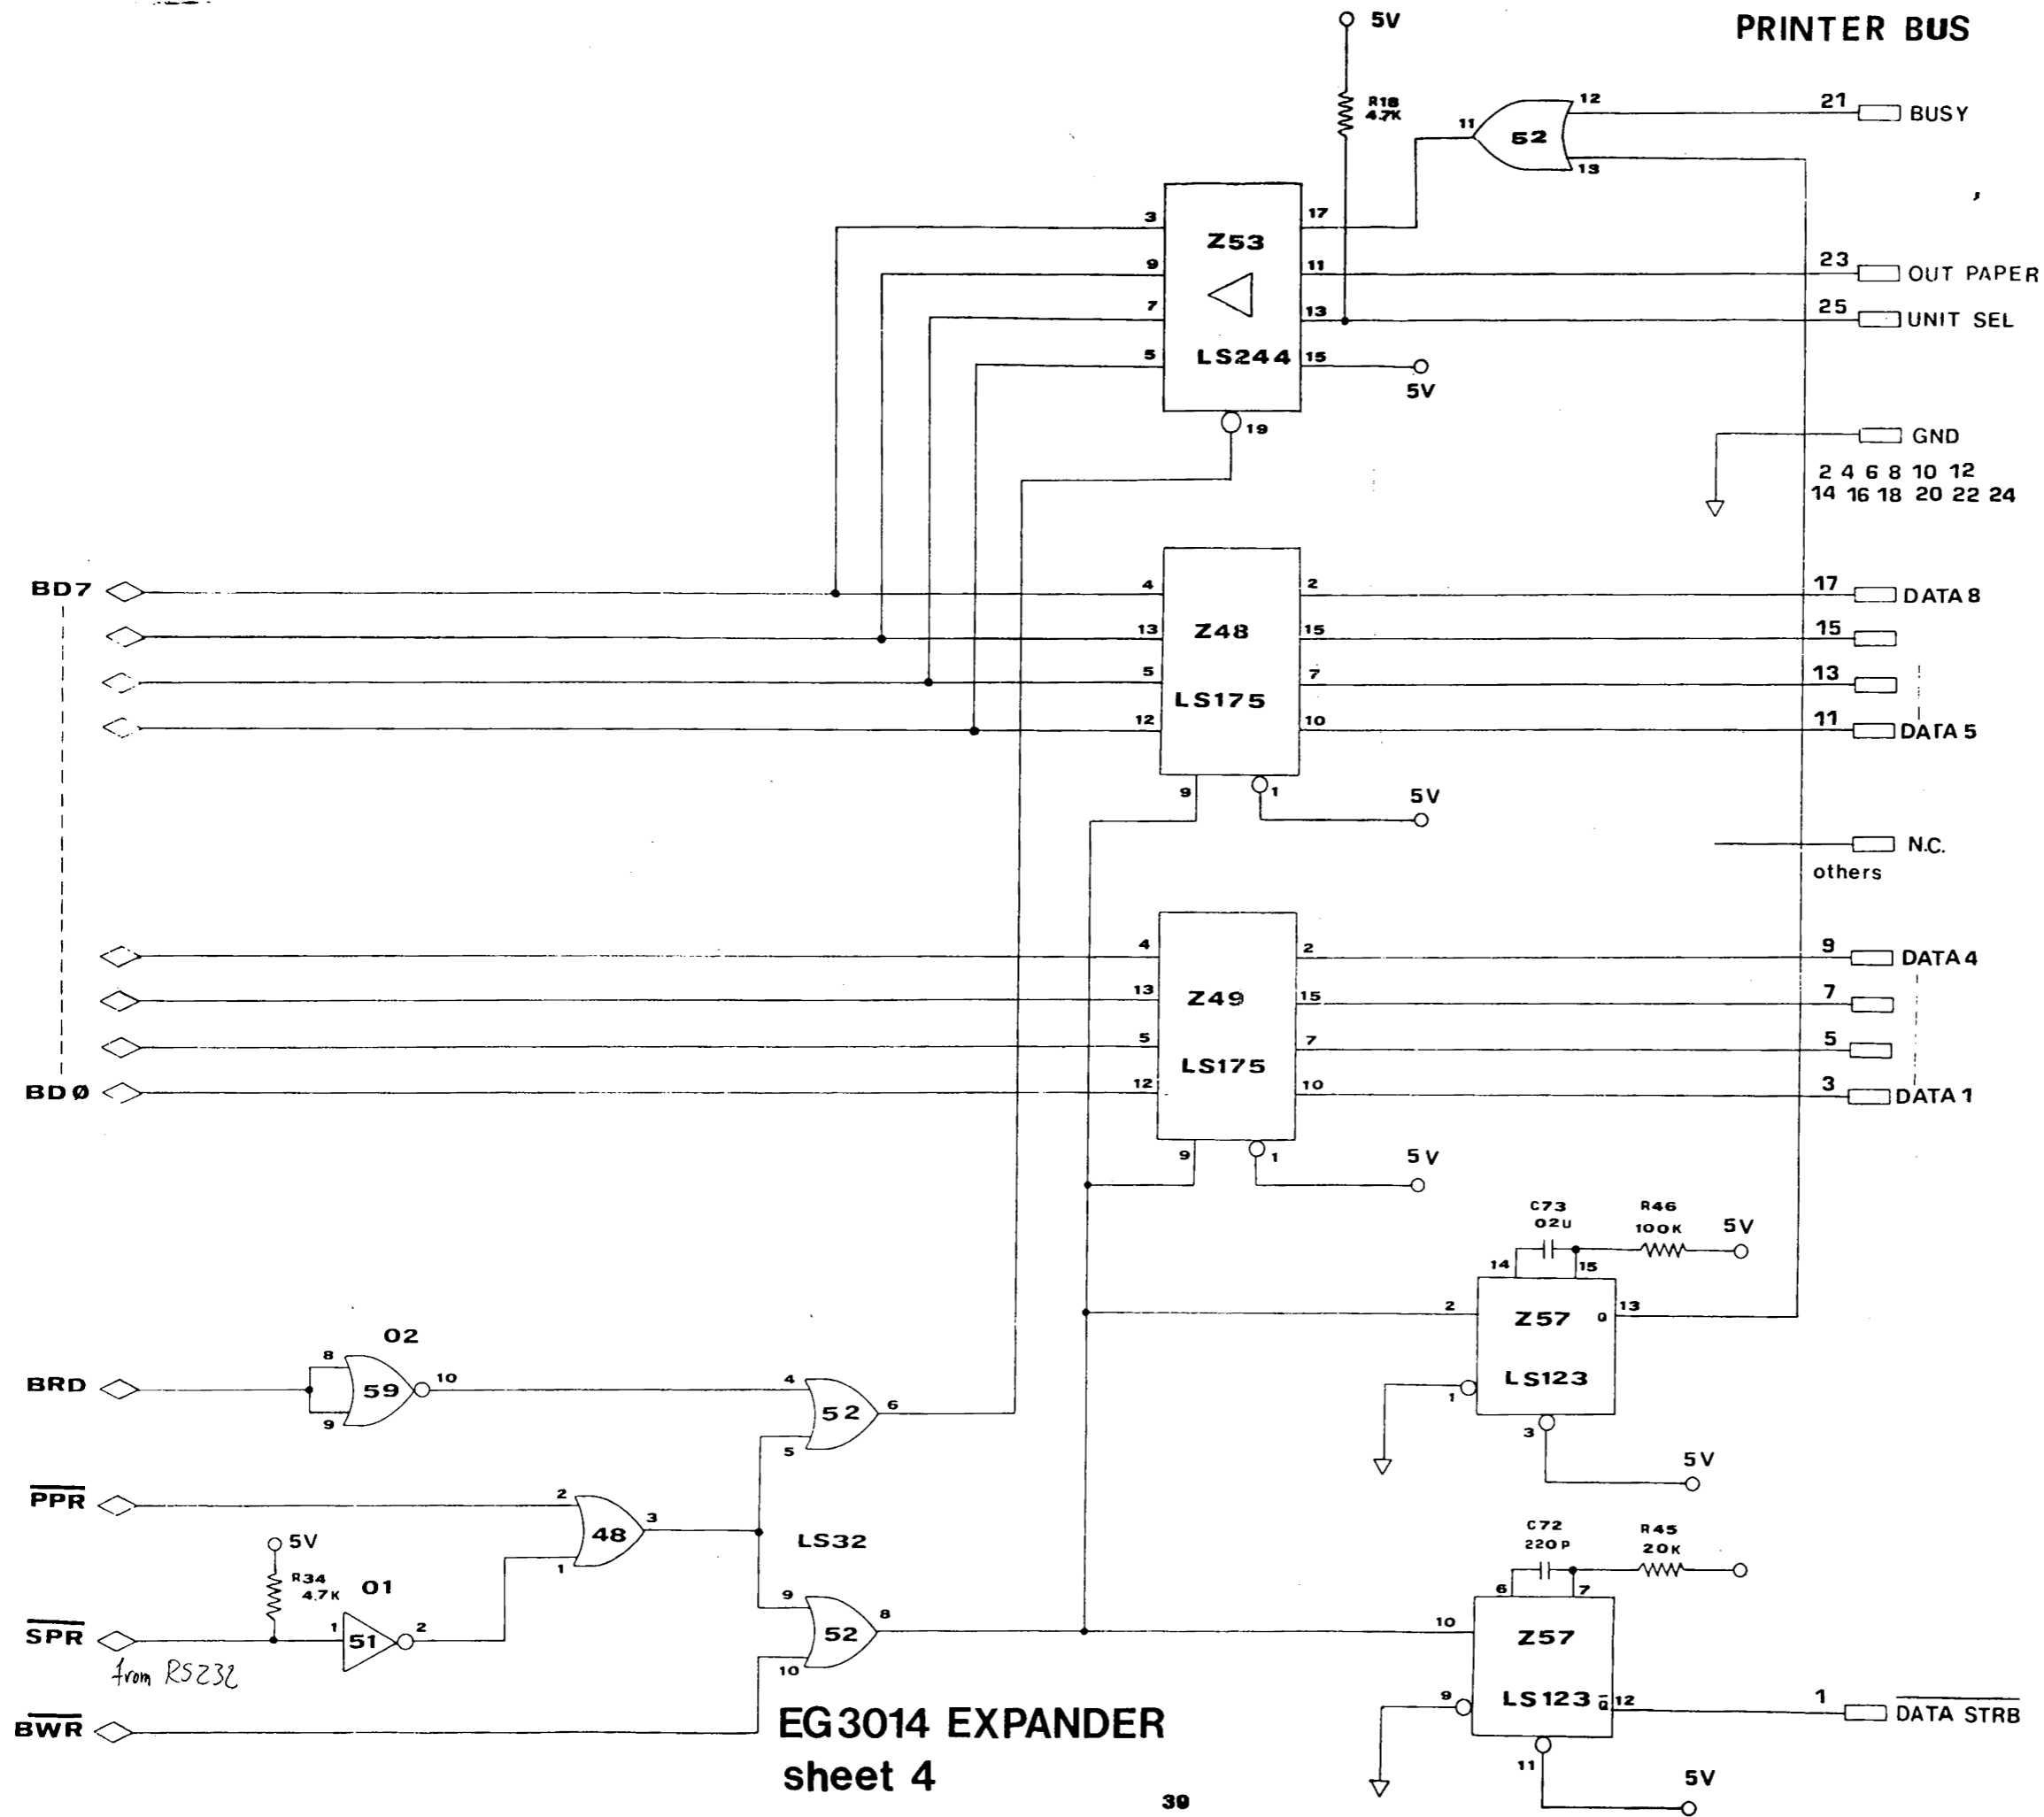 PRINTER BUS
5V
R18
4.7K
12
11
52
13
21
BUSY
3
17
Z53
9
11
23
OUT PAPER
7
13
25
UNIT SEL
5
LS244
15
5V
19
GND
2 4 6 8 10 12
14 16 18 20 22 24
BD7
4
2
17
DATA 8
13
Z48
15
15
5
7
13
LS175
12
10
11
DATA 5
9
1
5V
N.C.
others
4
2
9
DATA 4
13
Z49
15
7
5
7
5
LS175
BDØ
12
10
3
DATA 1
9
1
5V
C73
02U
R46
100K
5V
14
15
2
Z57
Q
13
LS123
1
3
5V
O2
BRD
8
59
10
9
4
52
6
5
PPR
2
48
3
1
LS32
5V
R34
4.7K
O1
SPR
1
51
2
from RS232
9
52
8
10
BWR
C72
220P
R45
20K
6
7
10
Z57
9
LS123
Q
12
1
DATA STRB
11
5V
EG3014 EXPANDER
sheet 4
39